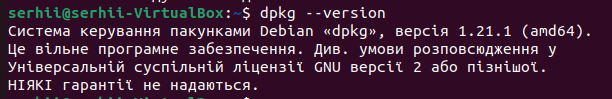 serhii@serhii-VirtualBox:~$ dpkg --version
Система керування пакунками Debian «dpkg», версія 1.21.1 (amd64).
Це вільне програмне забезпечення. Див. умови розповсюдження у
Універсальній суспільній ліцензії GNU версії 2 або пізнішої.
НІЯКІ гарантії не надаються.